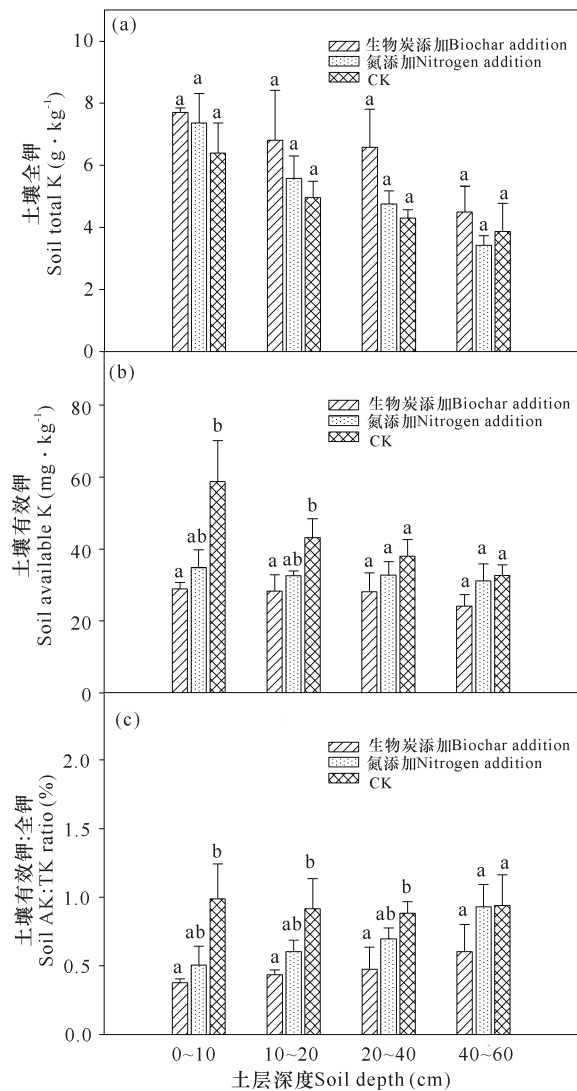 (a)
生物炭添加Biochar addition
氮添加Nitrogen addition
CK
土壤全钾
Soil total K (g・kg-1)
10
8
6
4
2
0
a a a
a a a
a a a
a a a
(b)
生物炭添加Biochar addition
氮添加Nitrogen addition
CK
土壤有效钾
Soil available K (mg・kg-1)
80
60
40
20
0
a ab b
a ab b
a a a
a a a
(c)
生物炭添加Biochar addition
氮添加Nitrogen addition
CK
土壤有效钾:全钾
Soil AK:TK ratio (%)
2.0
1.5
1.0
0.5
0.0
a ab b
a ab b
a ab b
a a a
0~10 10~20 20~40 40~60
土层深度Soil depth (cm)